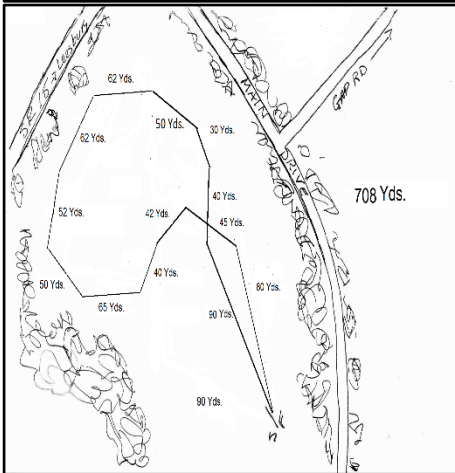 62 Yds.
50 Yds.
30 Yds.
62 Yds.
MAIN DRIVE
GAP RD
40 Yds.
708 Yds.
52 Yds.
42 Yds.
45 Yds.
50 Yds.
40 Yds.
80 Yds.
65 Yds.
90 Yds.
90 Yds.